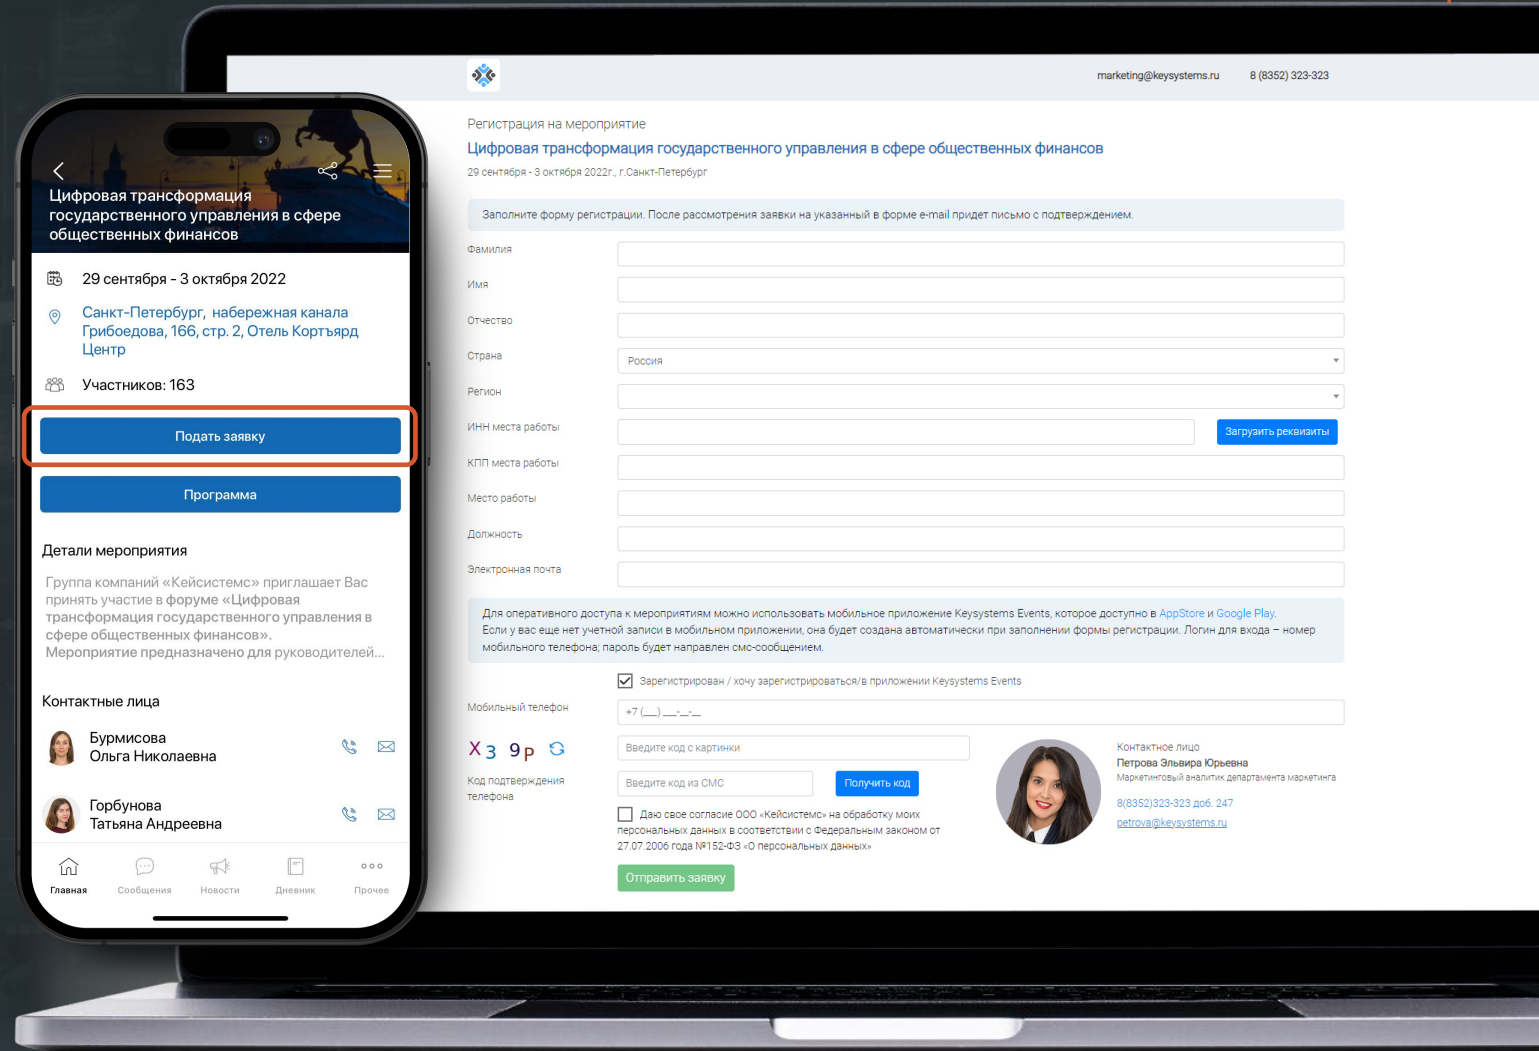 Цифровая трансформация
государственного управления в сфере
общественных финансов
29 сентября - 3 октября 2022
Санкт-Петербург, набережная канала
Грибоедова, 166, стр. 2, Отель Кортъярд
Центр
Участников: 163
Подать заявку
Программа
Детали мероприятия
Группа компаний «Кейсистемс» приглашает Вас
принять участие в форуме «Цифровая
трансформация государственного управления в
сфере общественных финансов».
Мероприятие предназначено для руководителей...
Контактные лица
Бурмисова
Ольга Николаевна
Горбунова
Татьяна Андреевна
Главная
Сообщения
Новости
Дневник
Прочее
marketing@keysystems.ru
8 (8352) 323-323
Регистрация на мероприятие
Цифровая трансформация государственного управления в сфере общественных финансов
29 сентября - 3 октября 2022г., г.Санкт-Петербург
Заполните форму регистрации. После рассмотрения заявки на указанный в форме e-mail придет письмо с подтверждением.
Фамилия
Имя
Отчество
Страна
Россия
Регион
ИНН места работы
Загрузить реквизиты
КПП места работы
Место работы
Должность
Электронная почта
Для оперативного доступа к мероприятиям можно использовать мобильное приложение Keysystems Events, которое доступно в AppStore и Google Play.
Если у вас еще нет учетной записи в мобильном приложении, она будет создана автоматически при заполнении формы регистрации. Логин для входа – номер
мобильного телефона; пароль будет направлен смс-сообщением.
Зарегистрирован / хочу зарегистрироваться/в приложении Keysystems Events
Мобильный телефон
+7 (___) ___-__-__
X 3 9 P
Введите код с картинки
Код подтверждения
телефона
Введите код из СМС
Получить код
Даю свое согласие ООО «Кейсистемс» на обработку моих
персональных данных в соответствии с Федеральным законом от
27.07.2006 года №152-ФЗ «О персональных данных»
Отправить заявку
Контактное лицо
Петрова Эльвира Юрьевна
Маркетинговый аналитик департамента маркетинга
8(8352)323-323 доб. 247
petrova@keysystems.ru